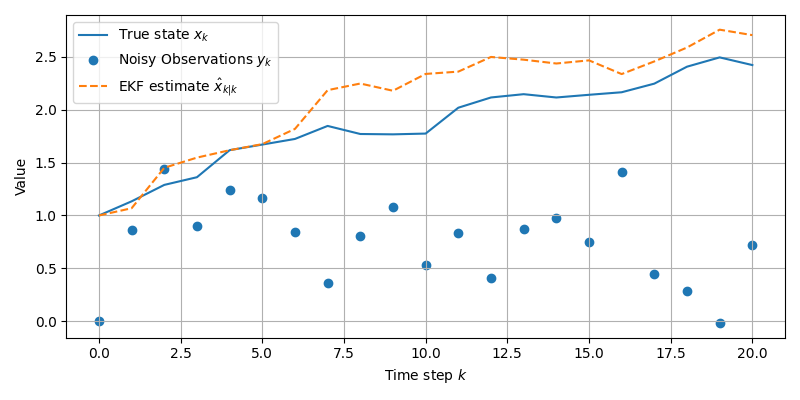 True state $x_k$
Noisy Observations $y_k$
EKF estimate $\hat{x}_{k|k}$
Value
2.5
2.0
1.5
1.0
0.5
0.0
0.0 2.5 5.0 7.5 10.0 12.5 15.0 17.5 20.0
Time step $k$